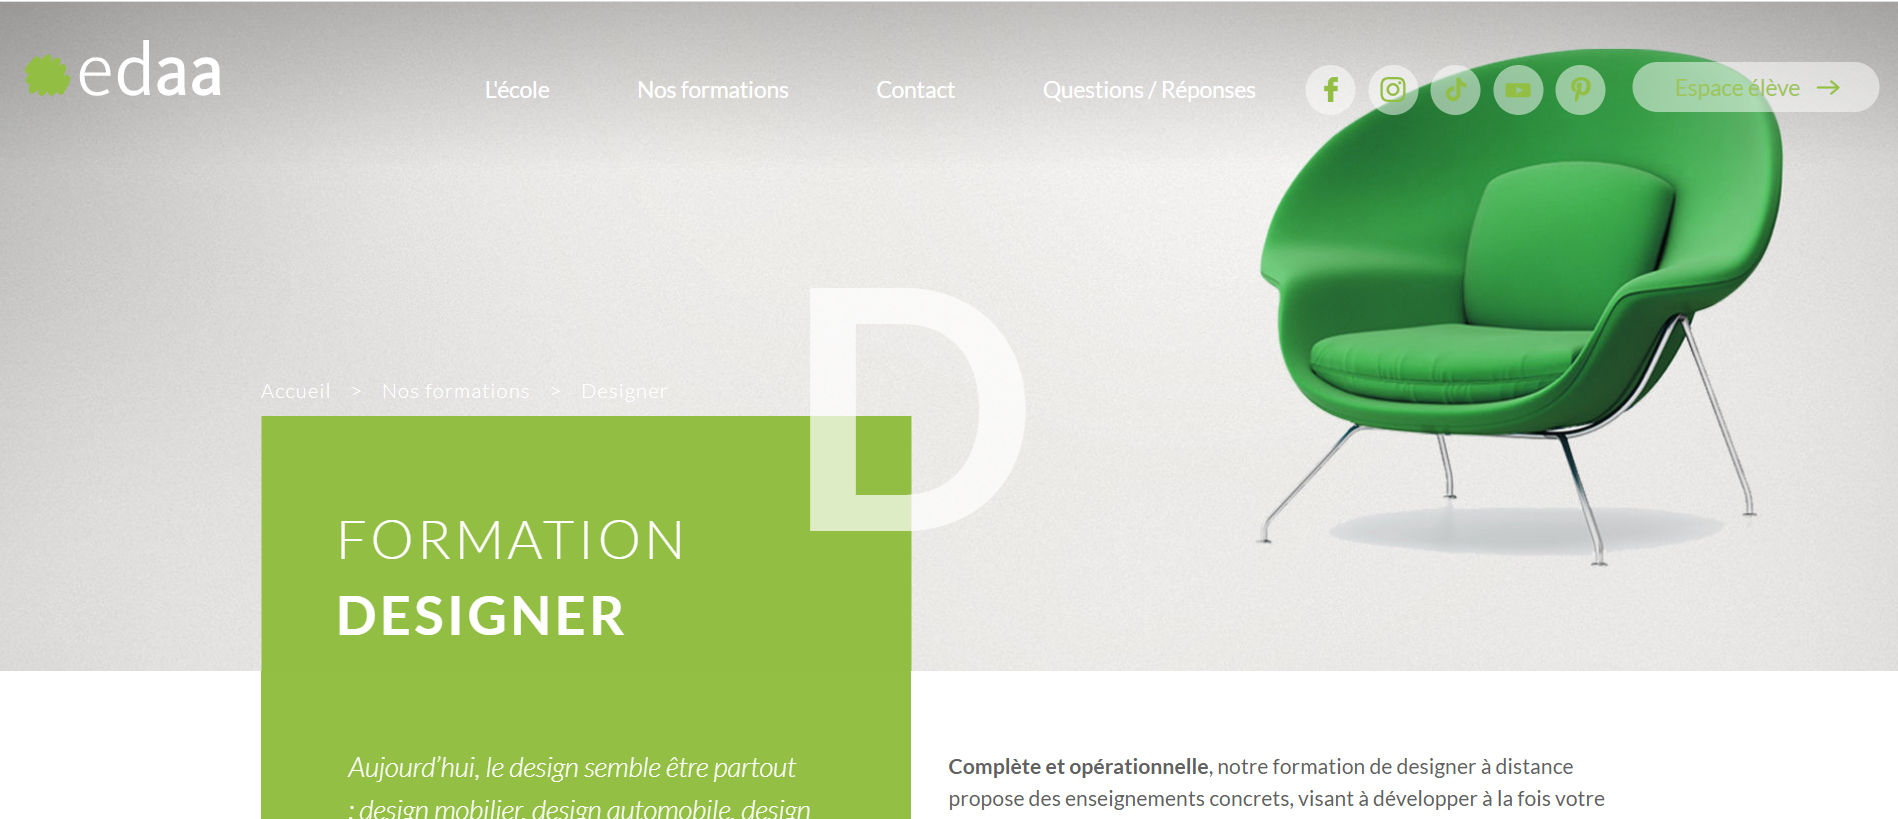 edaa
L'école
Nos formations
Contact
Questions / Réponses
Espace élève
D
Accueil > Nos formations > Designer
FORMATION
DESIGNER
Aujourd'hui, le design semble être partout
: design mobilier, design automobile, design
Complète et opérationnelle, notre formation de designer à distance
propose des enseignements concrets, visant à développer à la fois votre